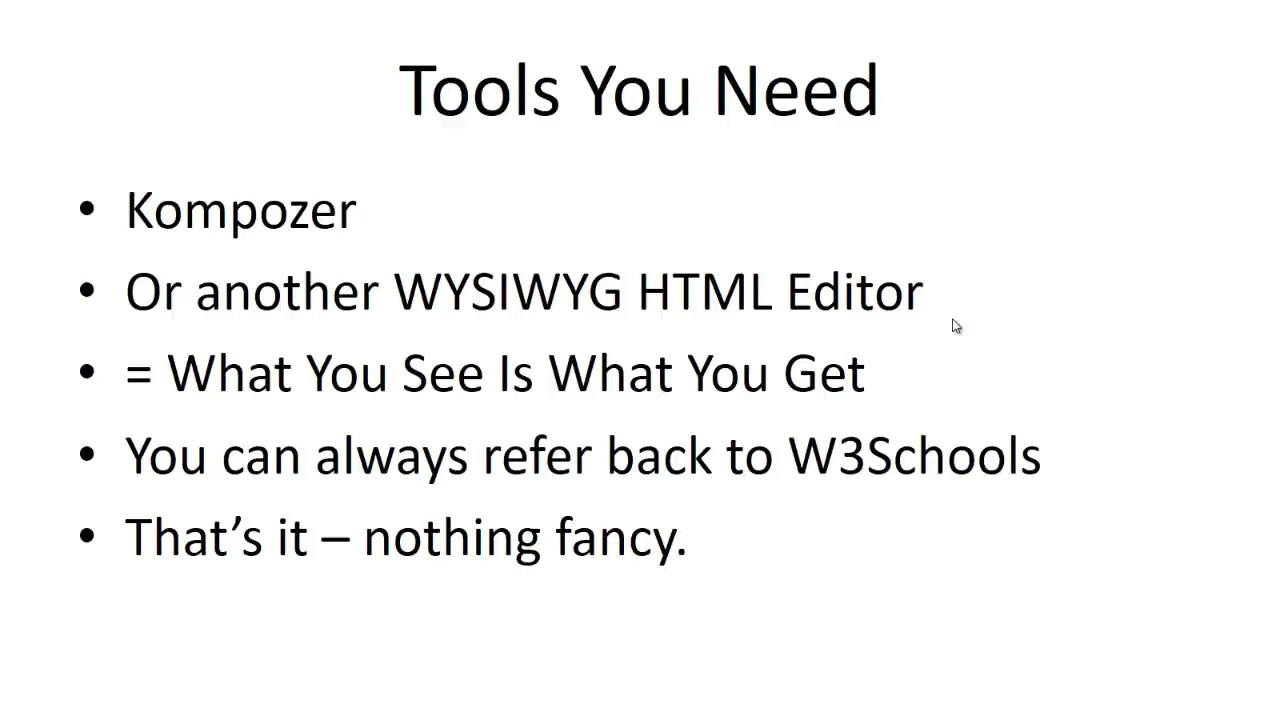 Tools You Need
• Kompozer
• Or another WYSIWYG HTML Editor
• = What You See Is What You Get
• You can always refer back to W3Schools
• That’s it – nothing fancy.